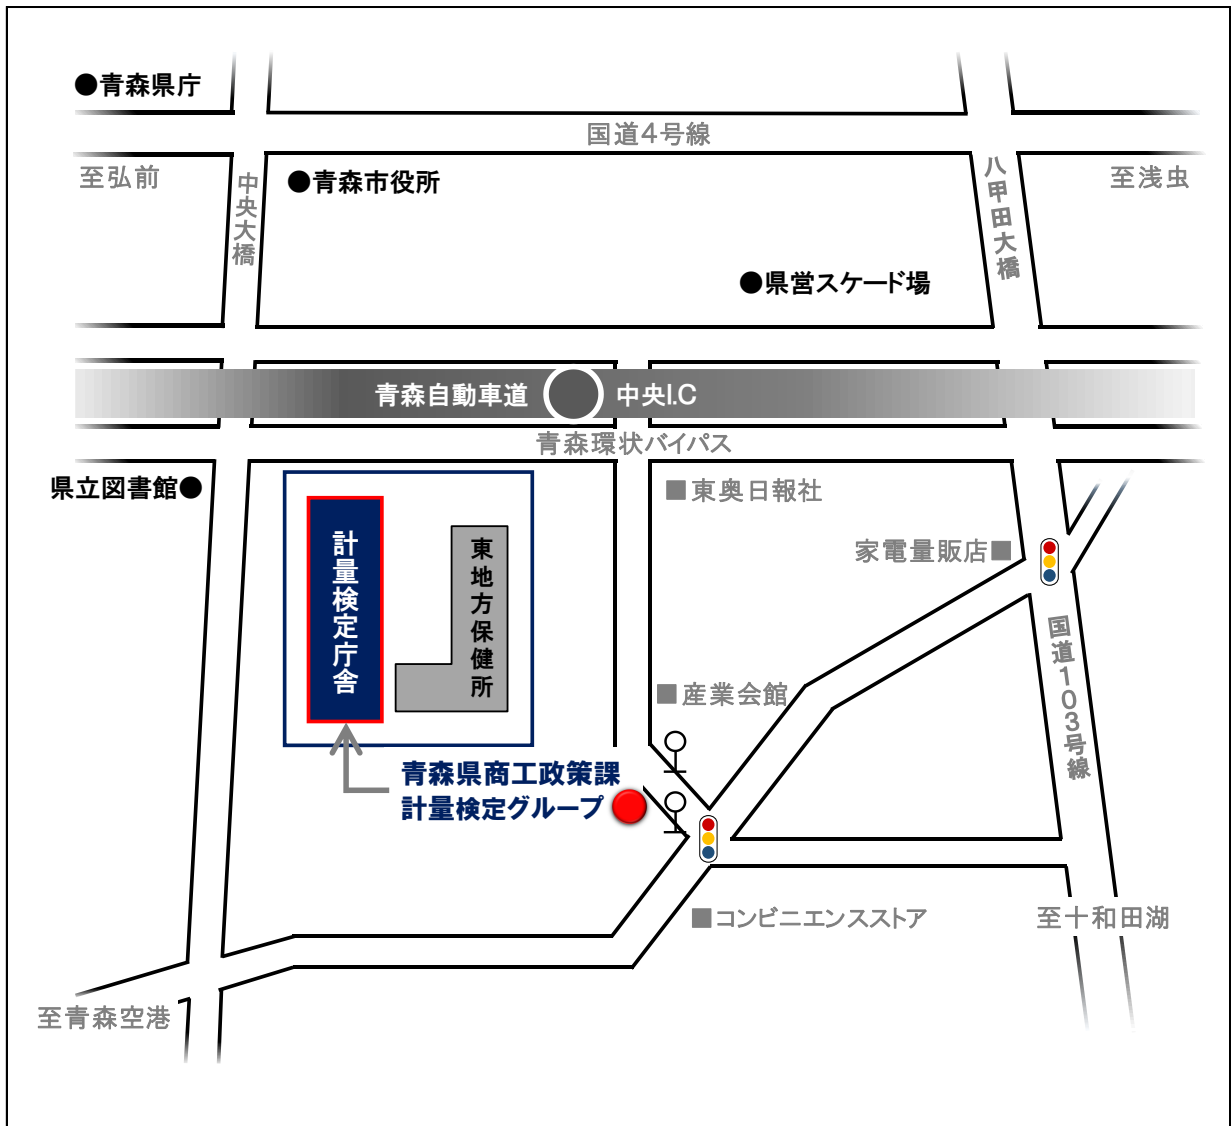 ●青森県庁
国道4号線
至弘前
●青森市役所
至浅虫
中央大橋
八甲田大橋
●県営スケード場
青森自動車道
中央I.C
青森環状バイパス
県立図書館●
■東奥日報社
家電量販店■
計量検定庁舎
東地方保健所
国道103号線
■産業会館
青森県商工政策課
計量検定グループ
■コンビニエンスストア
至十和田湖
至青森空港